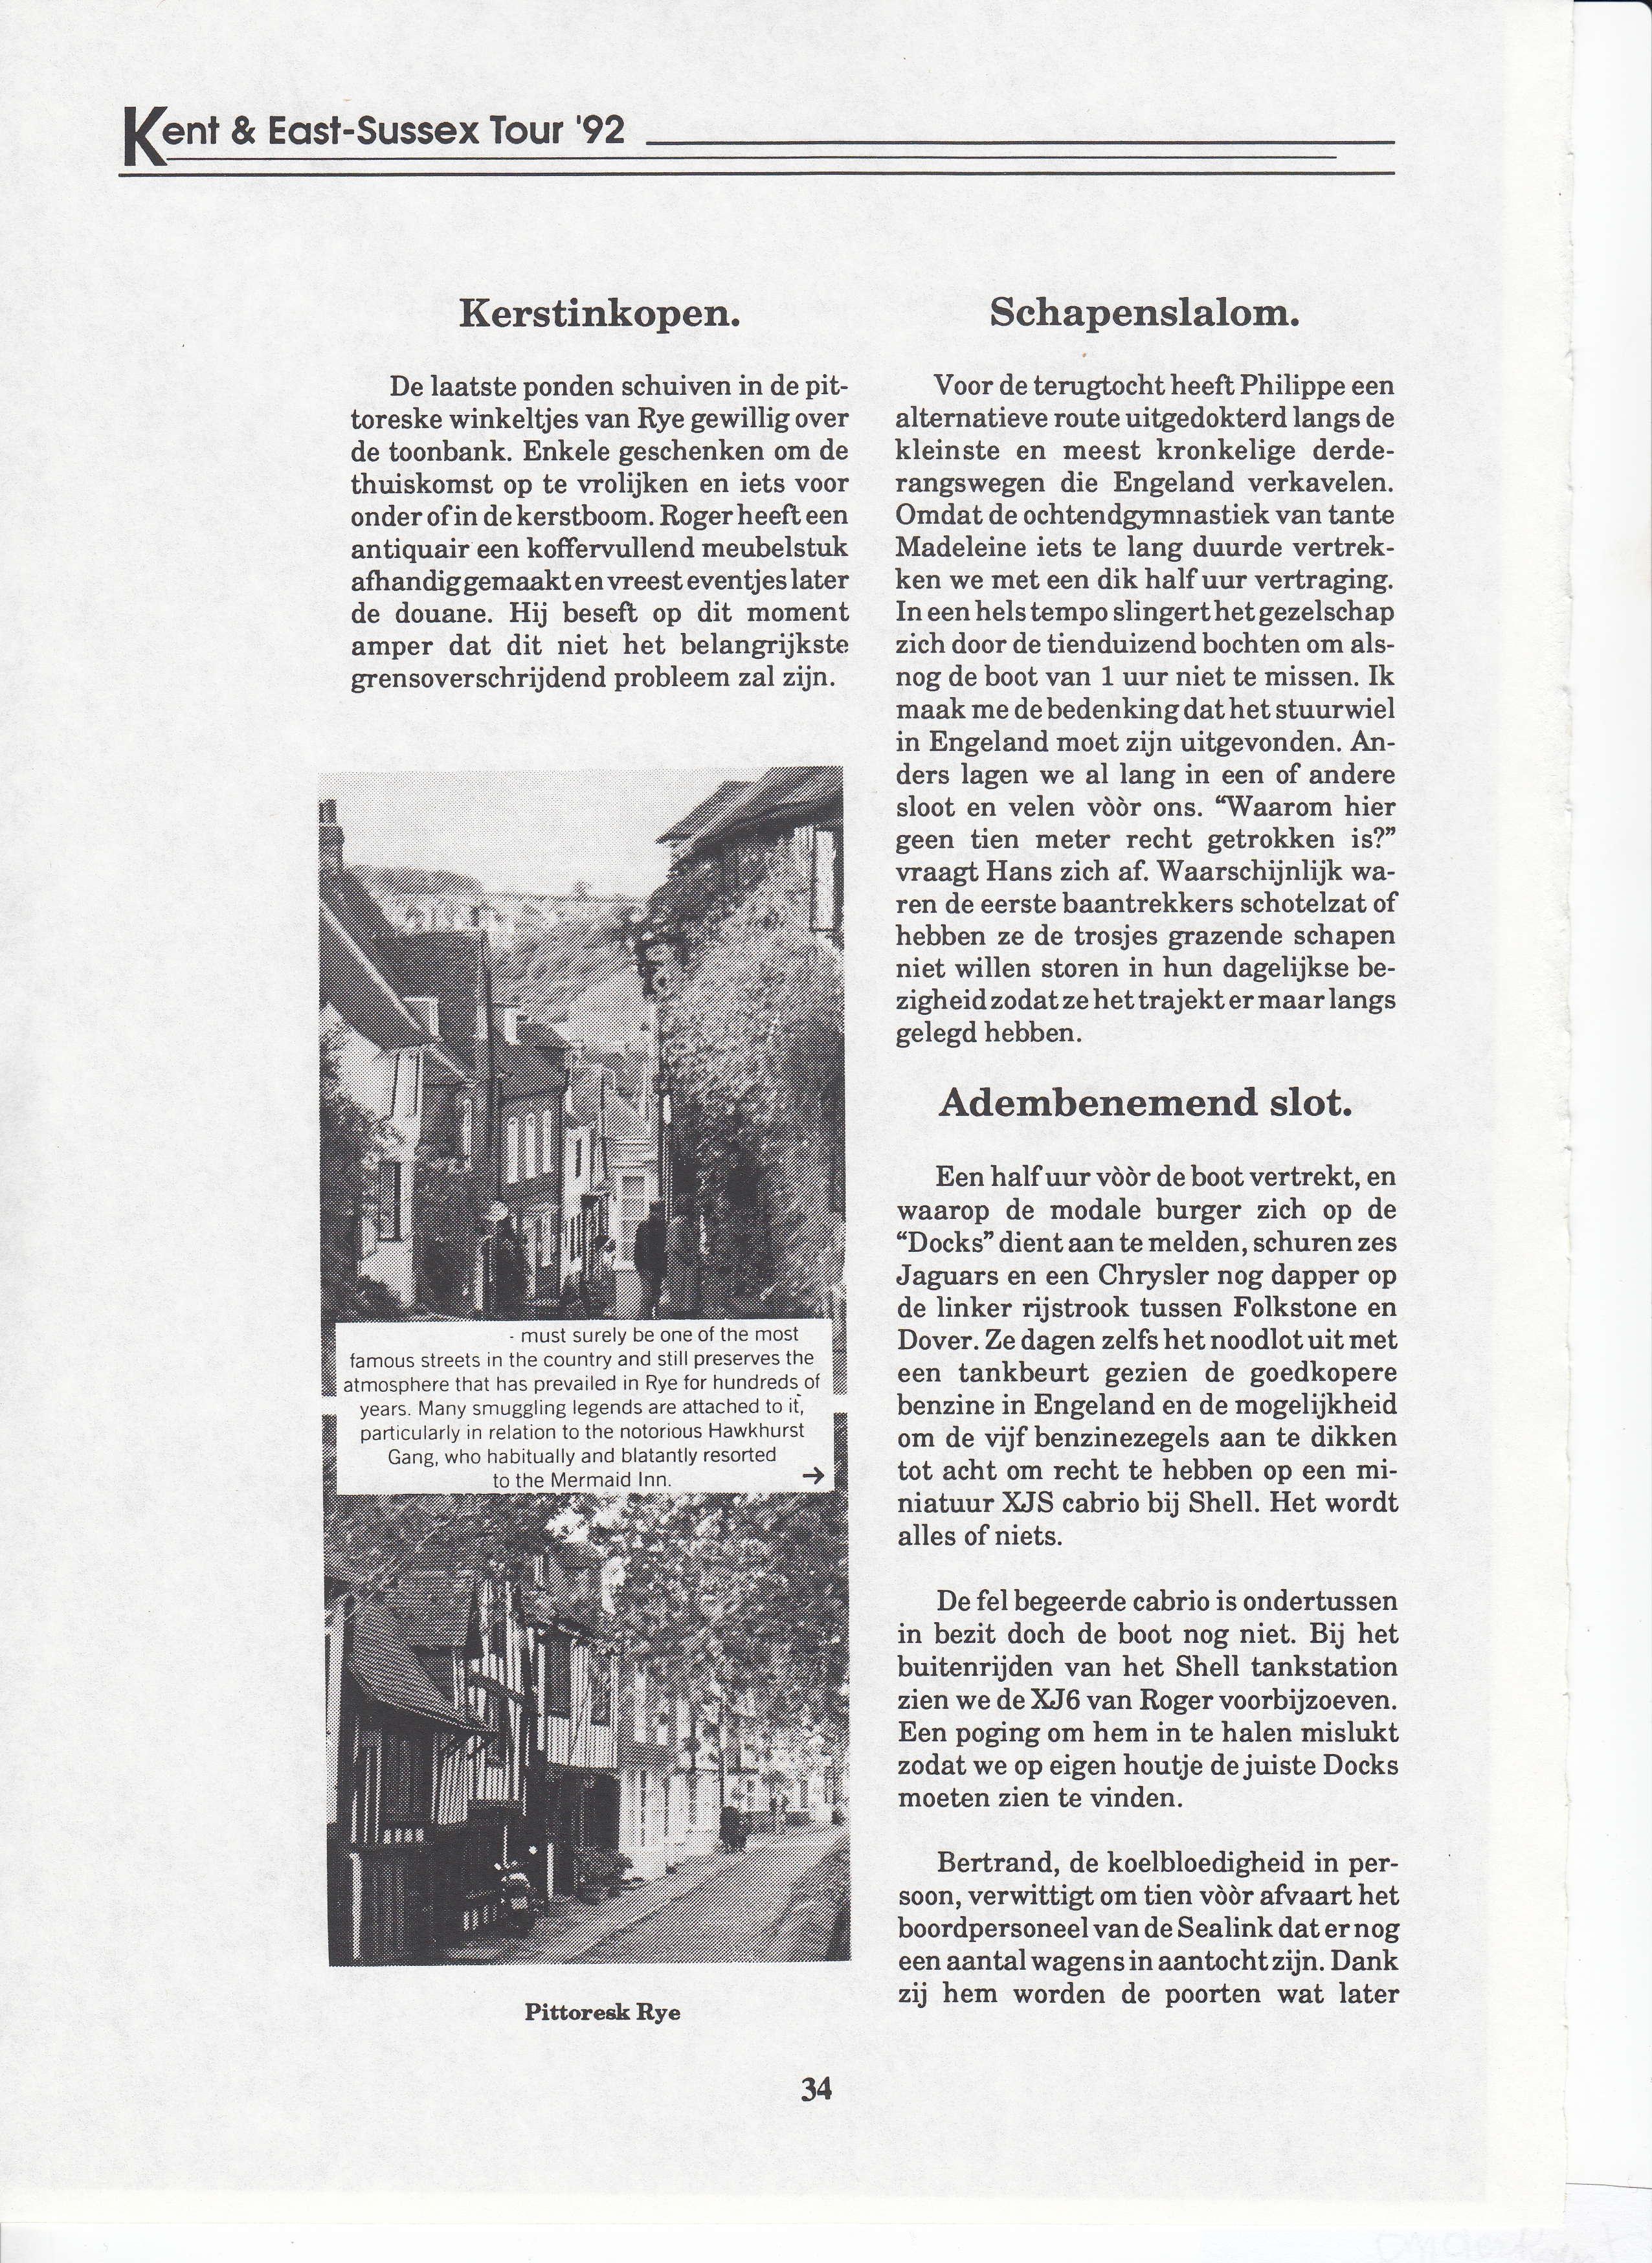 Kent & East-Sussex Tour '92
Kerstinkopen.
De laatste ponden schuiven in de pit-
toreske winkeltjes van Rye gewillig over
de toonbank. Enkele geschenken om de
thuiskomst op te vrolijken en iets voor
onder of in de kerstboom. Roger heeft een
antiquair een koffervullend meubelstuk
afhandig gemaakt en vreest eventjes later
de douane. Hij beseft op dit moment
amper dat dit niet het belangrijkste
grensoverschrijdend probleem zal zijn.
- must surely be one of the most
famous streets in the country and still preserves the
atmosphere that has prevailed in Rye for hundreds of
years. Many smuggling legends are attached to it,
particularly in relation to the notorious Hawkhurst
Gang, who habitually and blatantly resorted
to the Mermaid Inn. →
Pittoresk Rye
Schapenslalom.
Voor de terugtocht heeft Philippe een
alternatieve route uitgedokterd langs de
kleinste en meest kronkelige derde-
rangswegen die Engeland verkavelen.
Omdat de ochtendgymnastiek van tante
Madeleine iets te lang duurde vertrek-
ken we met een dik half uur vertraging.
In een hels tempo slingert het gezelschap
zich door de tienduizend bochten om als-
nog de boot van 1 uur niet te missen. Ik
maak me de bedenking dat het stuurwiel
in Engeland moet zijn uitgevonden. An-
ders lagen we al lang in een of andere
sloot en velen vòòr ons. “Waarom hier
geen tien meter recht getrokken is?”
vraagt Hans zich af. Waarschijnlijk wa-
ren de eerste baantrekkers schotelzat of
hebben ze de trosjes grazende schapen
niet willen storen in hun dagelijkse be-
zigheid zodat ze het trajekt er maar langs
gelegd hebben.
Adembenemend slot.
Een half uur vòòr de boot vertrekt, en
waarop de modale burger zich op de
“Docks” dient aan te melden, schuren zes
Jaguars en een Chrysler nog dapper op
de linker rijstrook tussen Folkstone en
Dover. Ze dagen zelfs het noodlot uit met
een tankbeurt gezien de goedkopere
benzine in Engeland en de mogelijkheid
om de vijf benzinezegels aan te dikken
tot acht om recht te hebben op een mi-
niatuur XJS cabrio bij Shell. Het wordt
alles of niets.
De fel begeerde cabrio is ondertussen
in bezit doch de boot nog niet. Bij het
buitenrijden van het Shell tankstation
zien we de XJ6 van Roger voorbijzoeven.
Een poging om hem in te halen mislukt
zodat we op eigen houtje de juiste Docks
moeten zien te vinden.
Bertrand, de koelbloedigheid in per-
soon, verwittigt om tien vòòr afvaart het
boordpersoneel van de Sealink dat er nog
een aantal wagens in aantocht zijn. Dank
zij hem worden de poorten wat later
34